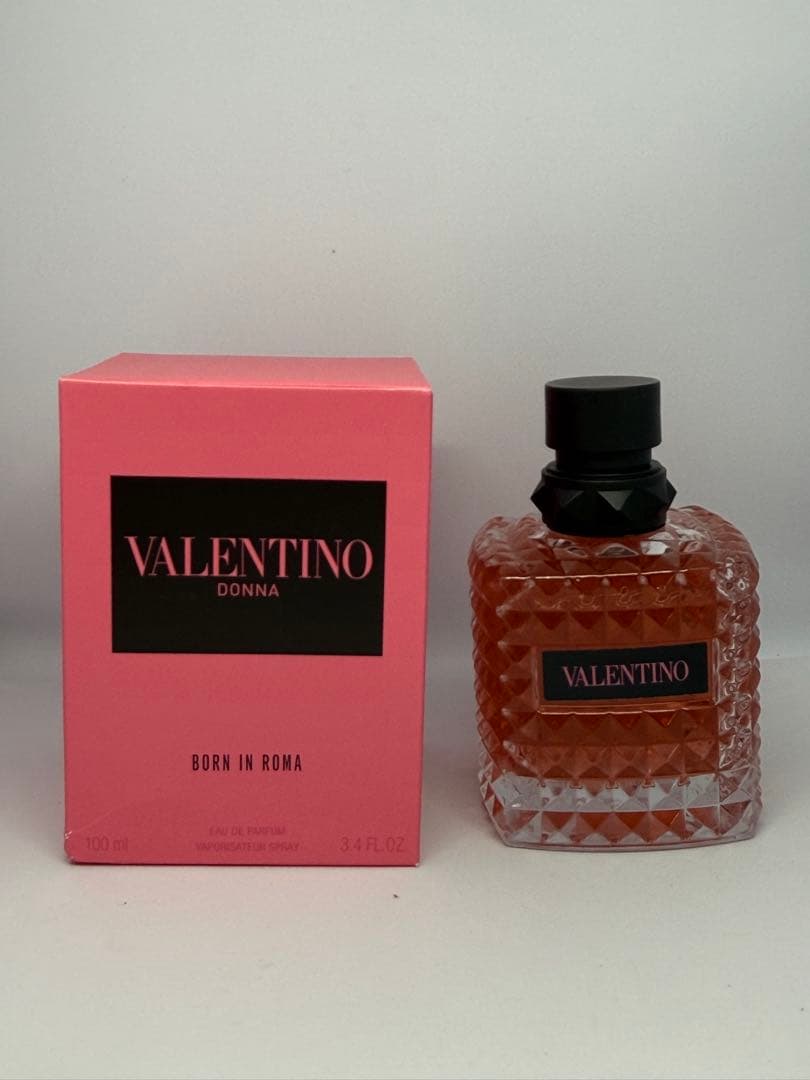 VALENTINO
DONNA
BORN IN ROMA
EAU DE PARFUM
100 ml VAPORISATEUR SPRAY 3.4 FL.OZ
VALENTINO